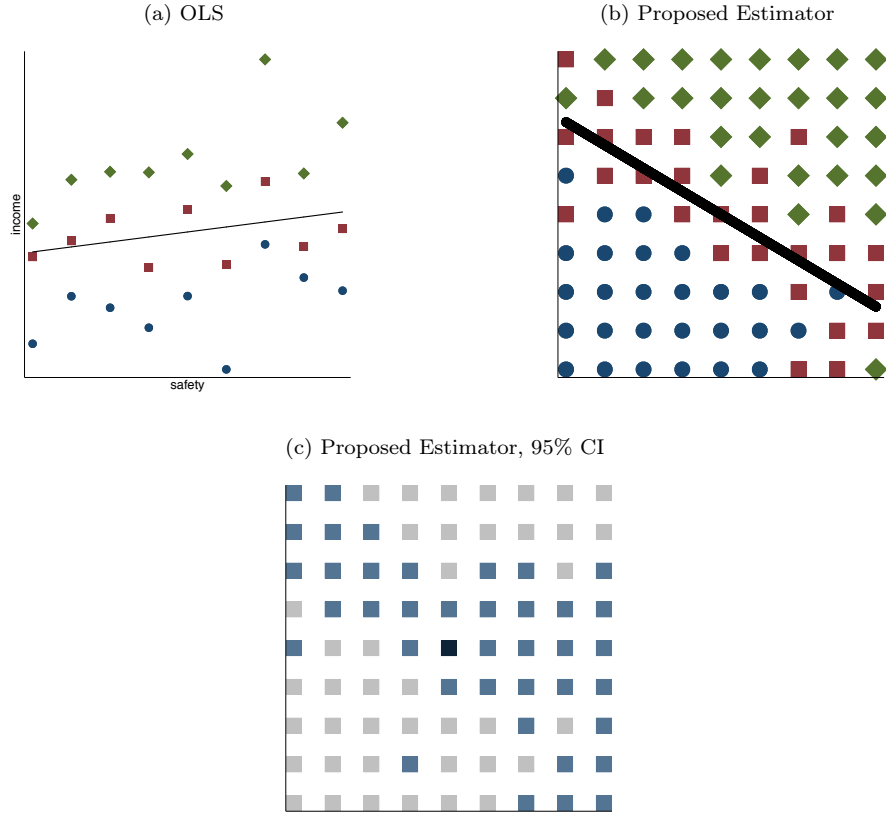 (a) OLS
(b) Proposed Estimator
income
safety
(c) Proposed Estimator, 95% CI